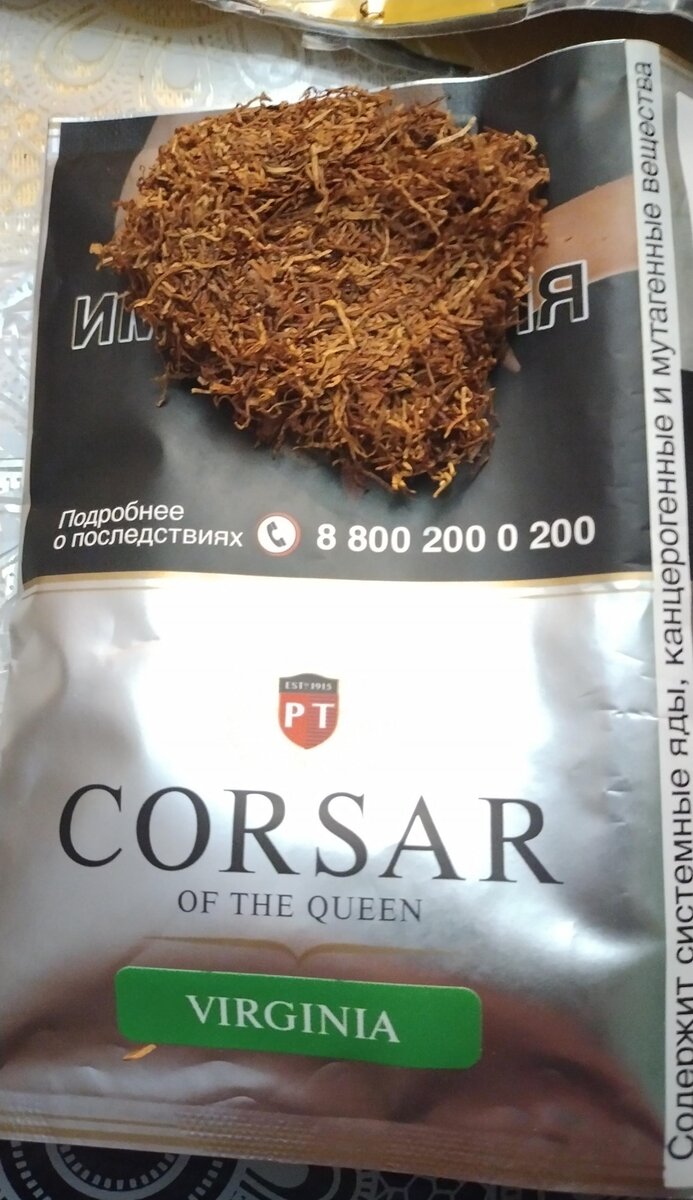 Подробнее
о последствиях 8 800 200 0 200
ESTD 1915
PT
CORSAR
OF THE QUEEN
VIRGINIA
Содержит системные яды, канцерогенные и мутагенные вещества